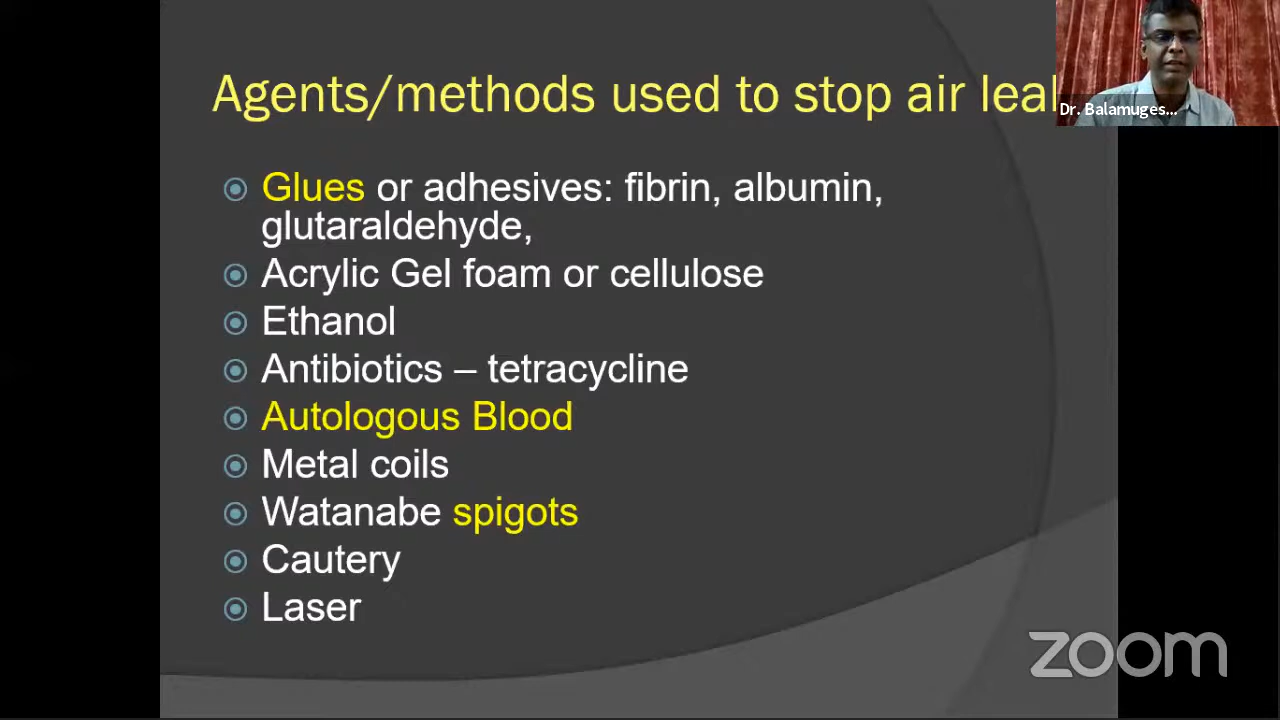 Agents/methods used to stop air leak
Dr. Balamuges...
Glues or adhesives: fibrin, albumin,
glutaraldehyde,
Acrylic Gel foam or cellulose
Ethanol
Antibiotics – tetracycline
Autologous Blood
Metal coils
Watanabe spigots
Cautery
Laser
zoom